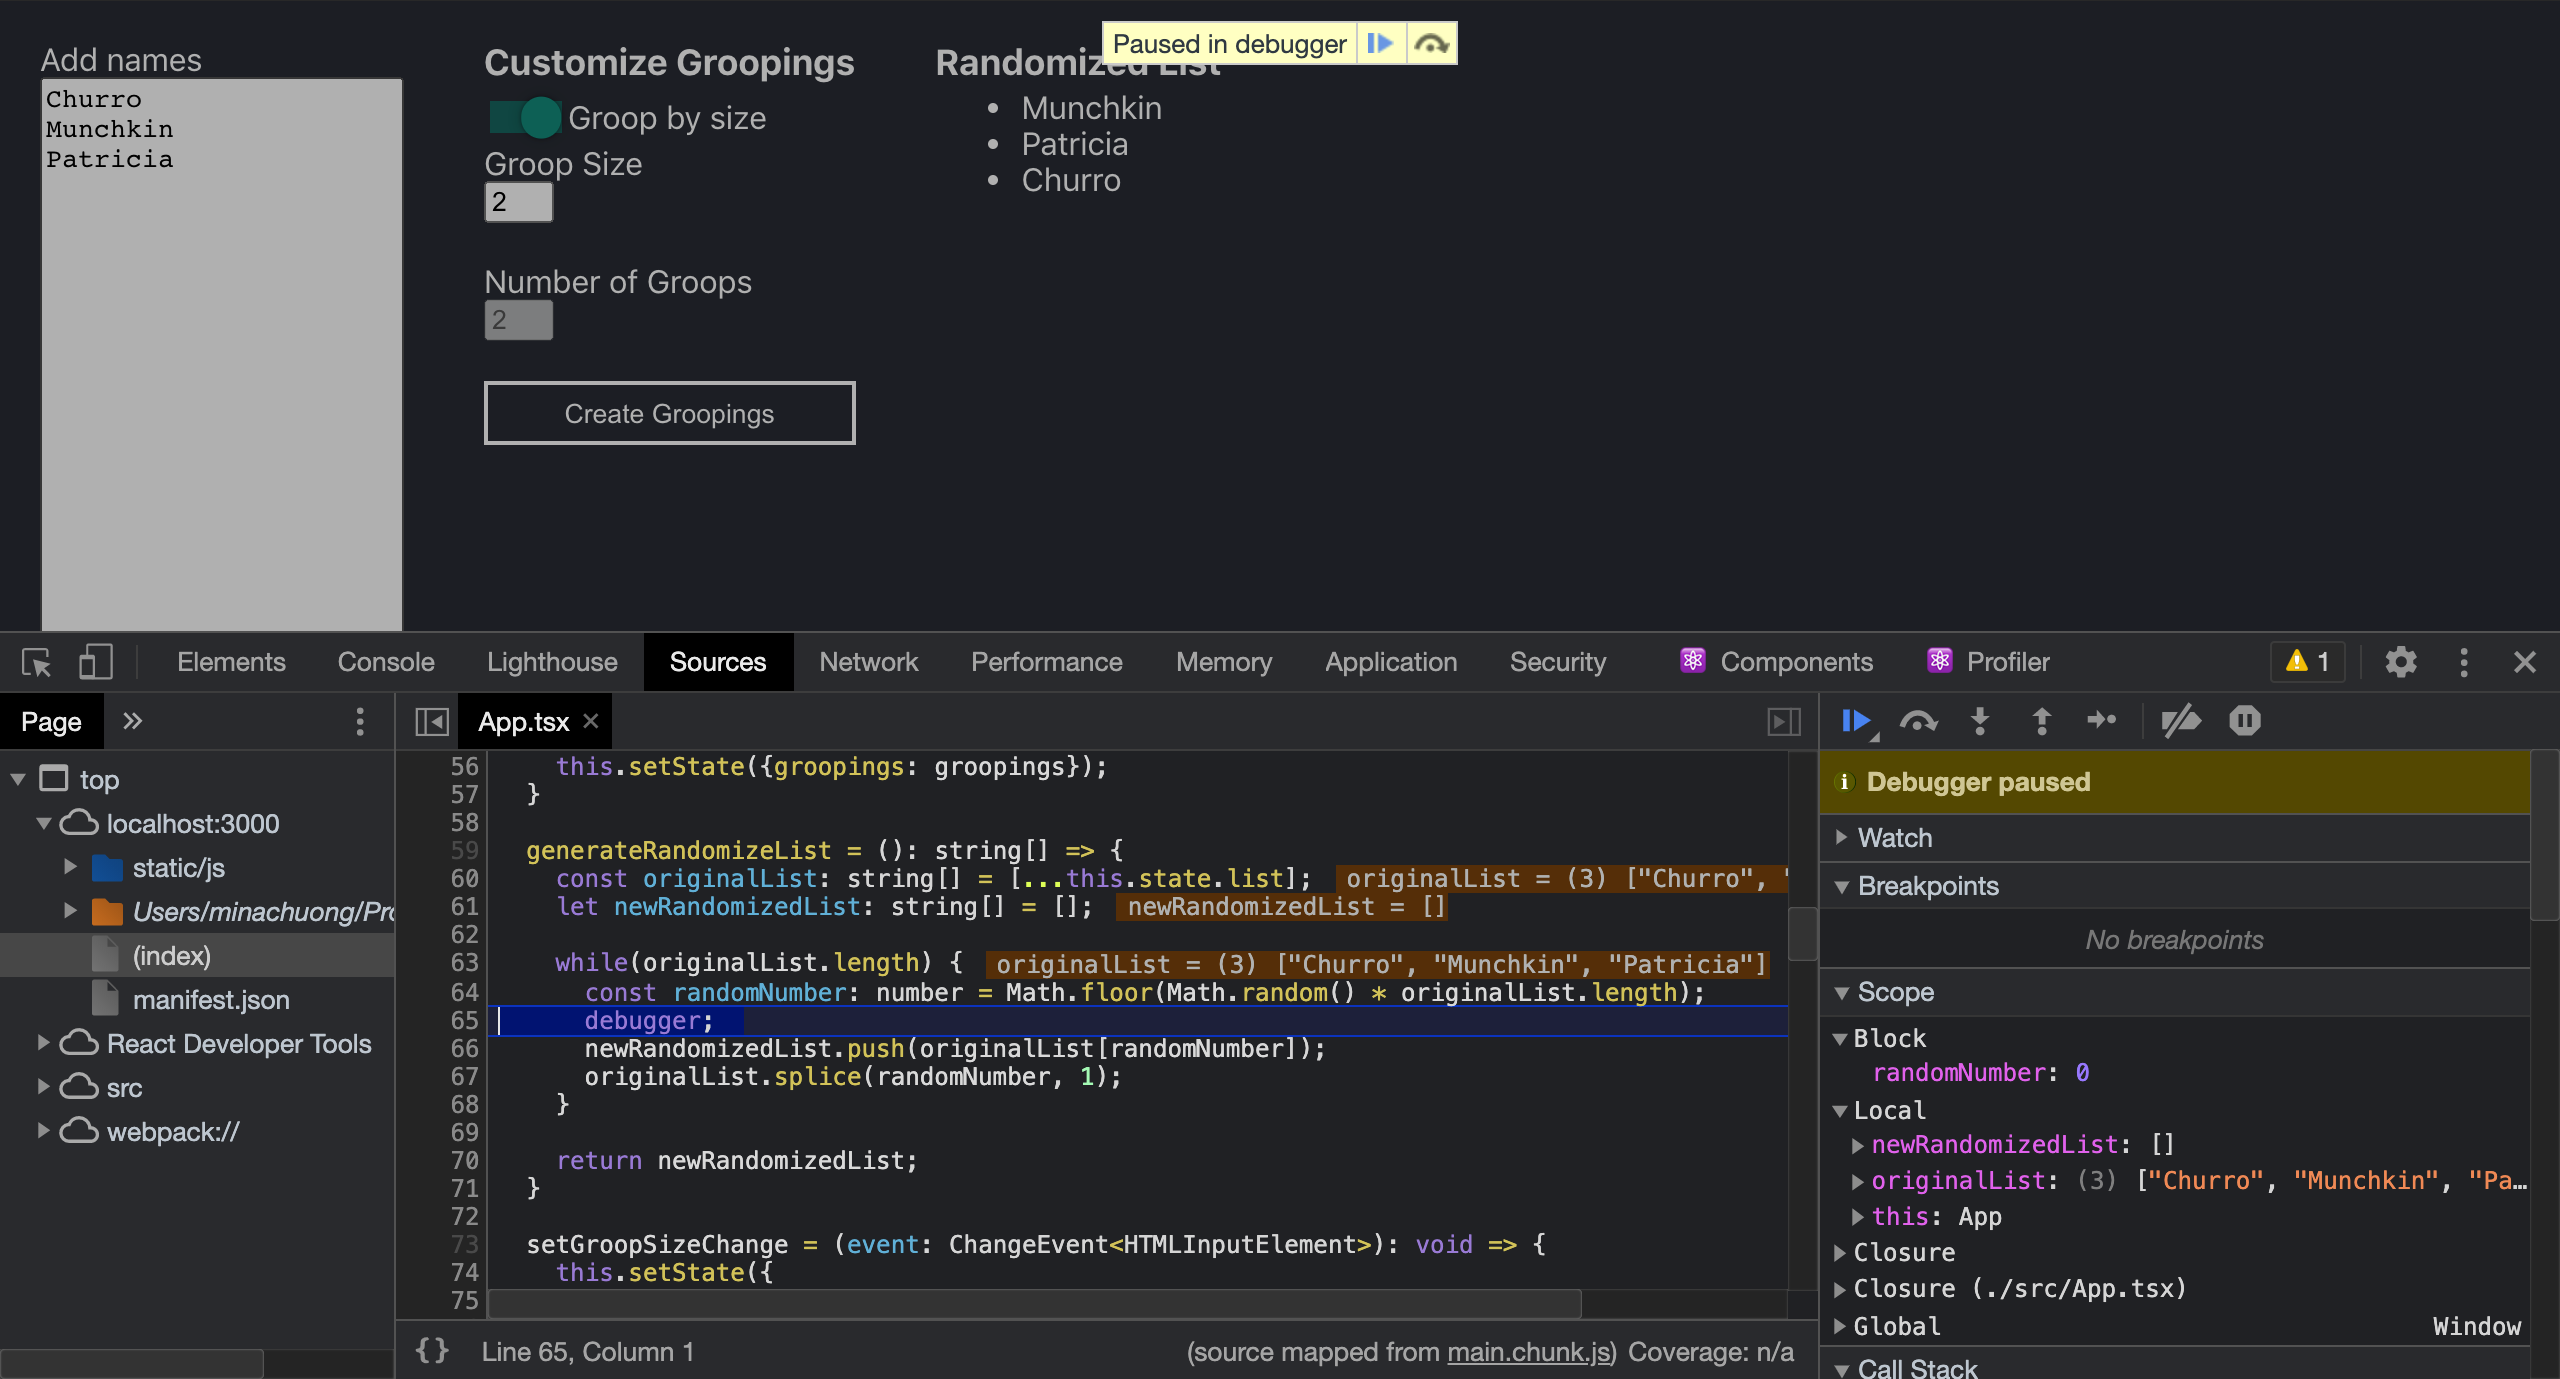 Add names
Churro
Munchkin
Patricia
Customize Groopings
Groop by size
Groop Size
2
Number of Groops
2
Create Groopings
Randomized List
Paused in debugger
Munchkin
Patricia
Churro
Elements Console Lighthouse Sources Network Performance Memory Application Security Components Profiler 1
Page
top
localhost:3000
static/js
Users/minachuong/Pro
(index)
manifest.json
React Developer Tools
src
webpack://
App.tsx
56 this.setState({groopings: groopings});
57 }
58
59 generateRandomizeList = (): string[] => {
60 const originalList: string[] = [...this.state.list]; originalList = (3) ["Churro", "
61 let newRandomizedList: string[] = []; newRandomizedList = []
62
63 while(originalList.length) { originalList = (3) ["Churro", "Munchkin", "Patricia"]
64 const randomNumber: number = Math.floor(Math.random() * originalList.length);
65 debugger;
66 newRandomizedList.push(originalList[randomNumber]);
67 originalList.splice(randomNumber, 1);
68 }
69
70 return newRandomizedList;
71 }
72
73 setGroopSizeChange = (event: ChangeEvent<HTMLInputElement>): void => {
74 this.setState({
75
{} Line 65, Column 1 (source mapped from main.chunk.js) Coverage: n/a
Debugger paused
Watch
Breakpoints
No breakpoints
Scope
Block
randomNumber: 0
Local
newRandomizedList: []
originalList: (3) ["Churro", "Munchkin", "Pa…
this: App
Closure
Closure (./src/App.tsx)
Global Window
Call Stack